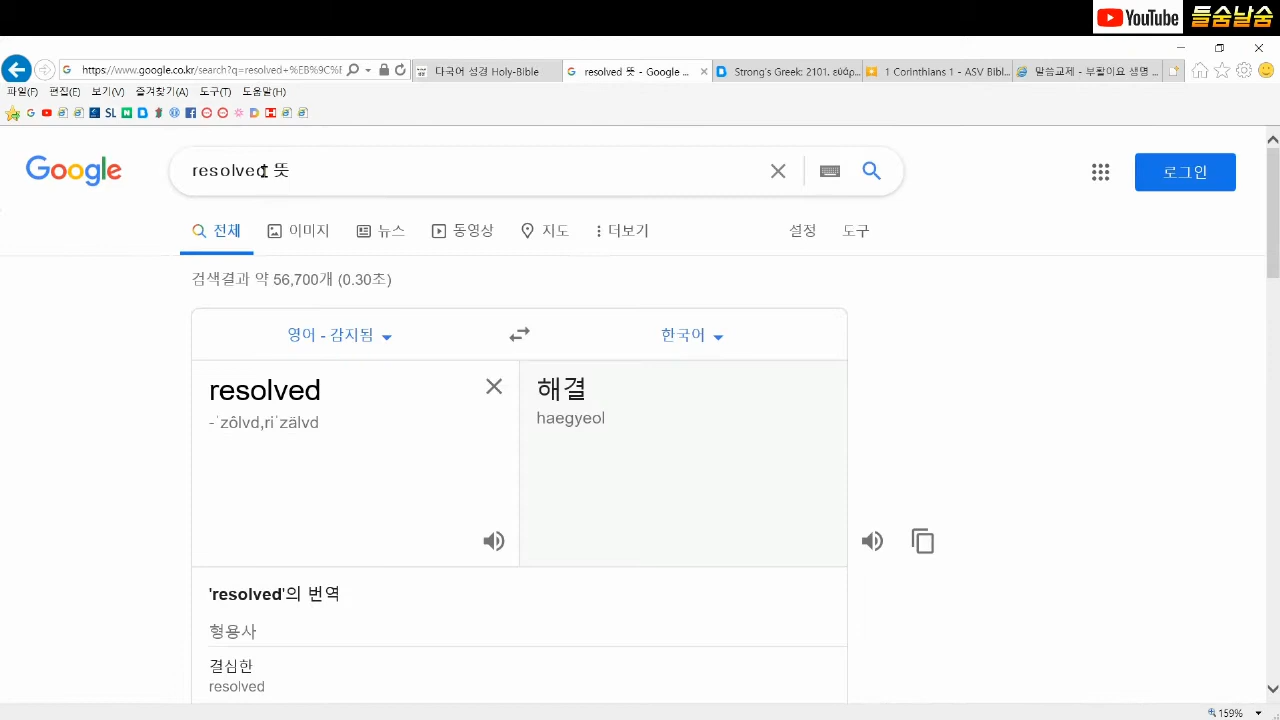 YouTube 들숨날숨
https://www.google.co.kr/search?q=resolved+%EB%9C%E 다국어 성경 Holy-Bible resolved 뜻 - Google ... Strong's Greek: 2101. εὐδρ... 1 Corinthians 1 - ASV Bibl... 말씀교제 - 부활이요 생명 ...
파일(F) 편집(E) 보기(V) 즐겨찾기(A) 도구(T) 도움말(H)
Google resolved 뜻 로그인
전체 이미지 뉴스 동영상 지도 더보기 설정 도구
검색결과 약 56,700개 (0.30초)
영어 - 감지됨 한국어
resolved 해결
-ˈzôlvd,riˈzälvd haegyeol
'resolved'의 번역
형용사
결심한
resolved
159%